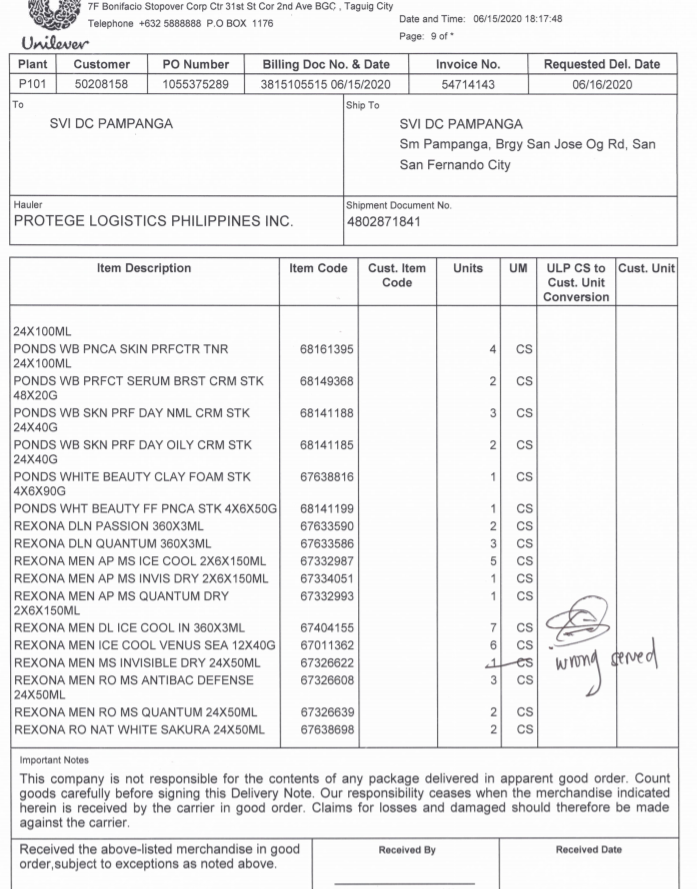 7F Bonifacio Stopover Corp Ctr 31st St Cor 2nd Ave BGC , Taguig City
Telephone +632 5888888 P.O BOX 1176
Date and Time: 06/15/2020 18:17:48
Page: 9 of *
Unilever
Plant Customer PO Number Billing Doc No. & Date Invoice No. Requested Del. Date
P101 50208158 1055375289 3815105515 06/15/2020 54714143 06/16/2020
To Ship To
SVI DC PAMPANGA SVI DC PAMPANGA
Sm Pampanga, Brgy San Jose Og Rd, San
San Fernando City
Hauler Shipment Document No.
PROTEGE LOGISTICS PHILIPPINES INC. 4802871841
Item Description Item Code Cust. Item Units UM ULP CS to Cust. Unit
Code Cust. Unit
Conversion
24X100ML
PONDS WB PNCA SKIN PRFCTR TNR 68161395 4 CS
24X100ML
PONDS WB PRFCT SERUM BRST CRM STK 68149368 2 CS
48X20G
PONDS WB SKN PRF DAY NML CRM STK 68141188 3 CS
24X40G
PONDS WB SKN PRF DAY OILY CRM STK 68141185 2 CS
24X40G
PONDS WHITE BEAUTY CLAY FOAM STK 67638816 1 CS
4X6X90G
PONDS WHT BEAUTY FF PNCA STK 4X6X50G 68141199 1 CS
REXONA DLN PASSION 360X3ML 67633590 2 CS
REXONA DLN QUANTUM 360X3ML 67633586 3 CS
REXONA MEN AP MS ICE COOL 2X6X150ML 67332987 5 CS
REXONA MEN AP MS INVIS DRY 2X6X150ML 67334051 1 CS
REXONA MEN AP MS QUANTUM DRY 67332993 1 CS
2X6X150ML
REXONA MEN DL ICE COOL IN 360X3ML 67404155 7 CS
REXONA MEN ICE COOL VENUS SEA 12X40G 67011362 6 CS
REXONA MEN MS INVISIBLE DRY 24X50ML 67326622 1 CS wrong served
REXONA MEN RO MS ANTIBAC DEFENSE 67326608 3 CS
24X50ML
REXONA MEN RO MS QUANTUM 24X50ML 67326639 2 CS
REXONA RO NAT WHITE SAKURA 24X50ML 67638698 2 CS
Important Notes
This company is not responsible for the contents of any package delivered in apparent good order. Count
goods carefully before signing this Delivery Note. Our responsibility ceases when the merchandise indicated
herein is received by the carrier in good order. Claims for losses and damaged should therefore be made
against the carrier.
Received the above-listed merchandise in good Received By Received Date
order,subject to exceptions as noted above.